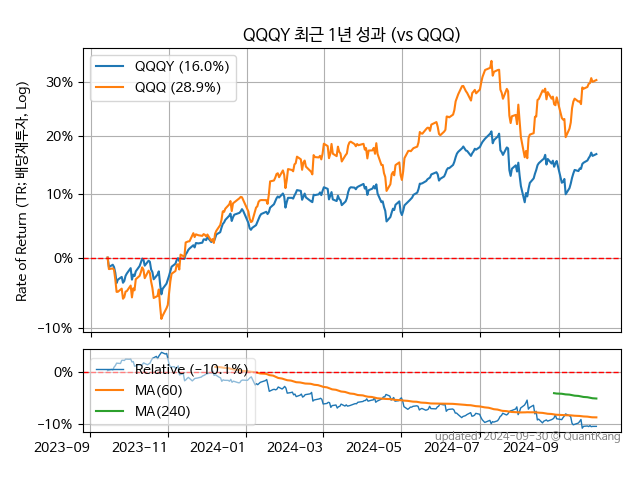 QQQY 최근 1년 성과 (vs QQQ)
Rate of Return (TR: 배당재투자, Log)
QQQY (16.0%)
QQQ (28.9%)
30%
20%
10%
0%
−10%
Relative (−10.1%)
MA(60)
MA(240)
0%
−10%
updated: 2024-09-30 © QuantKang
2023-09
2023-11
2024-01
2024-03
2024-05
2024-07
2024-09